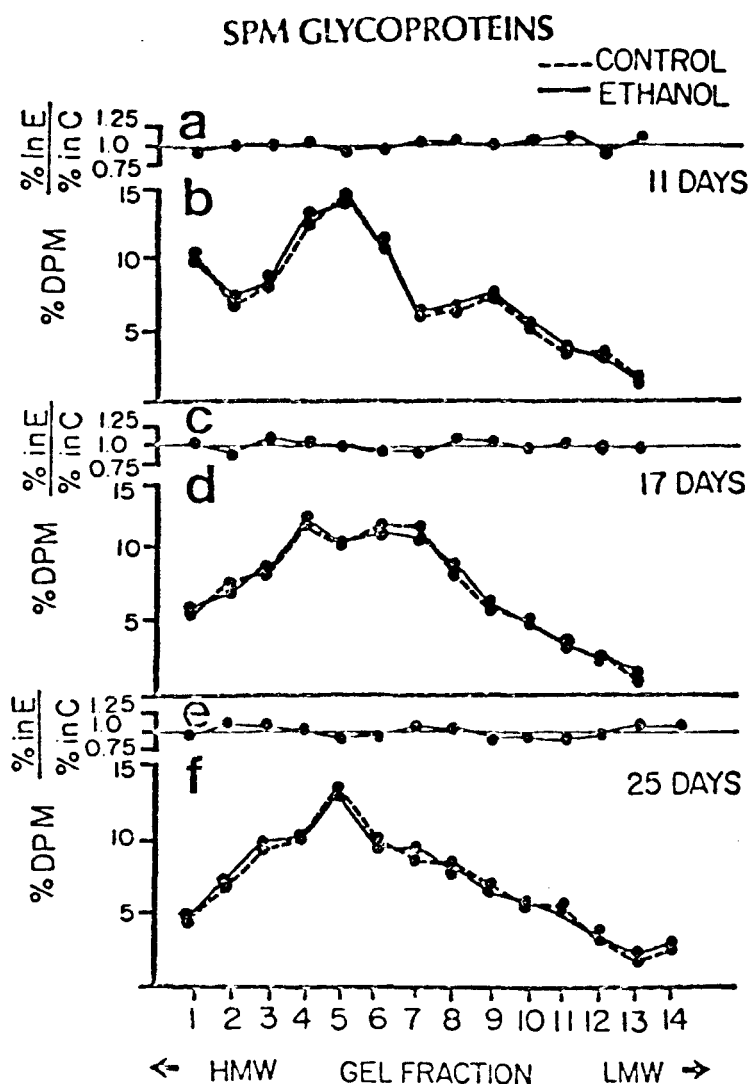 SPM GLYCOPROTEINS
---- CONTROL
— ETHANOL
% In E
% in C
1.25
1.0
0.75
a
11 DAYS
% DPM
15
10
5
b
% in E
% in C
1.25
1.0
0.75
c
17 DAYS
% DPM
15
10
5
d
% in E
% in C
1.25
1.0
0.75
e
25 DAYS
% DPM
15
10
5
f
1 2 3 4 5 6 7 8 9 10 11 12 13 14
← HMW GEL FRACTION LMW →